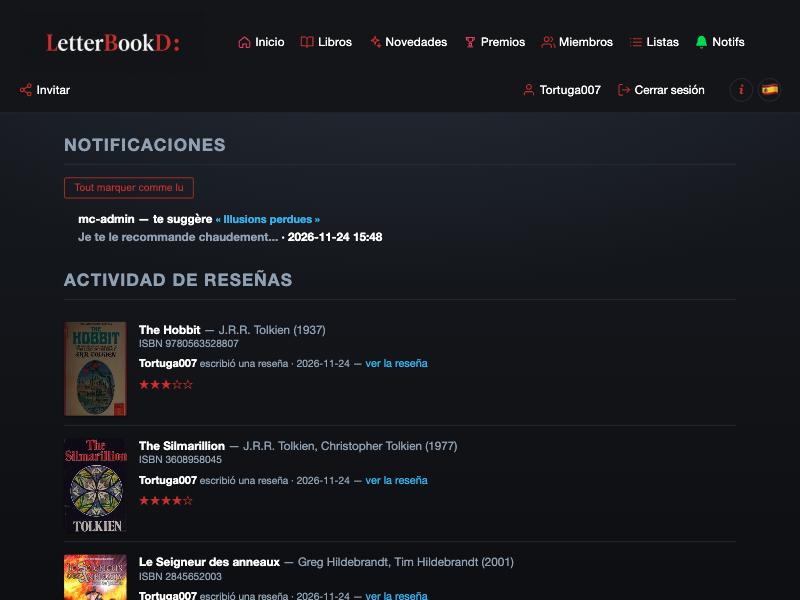 LetterBookD:
Inicio
Libros
Novedades
Premios
Miembros
Listas
Notifs
Invitar
Tortuga007
Cerrar sesión
i
NOTIFICACIONES
Tout marquer comme lu
mc-admin — te suggère « Illusions perdues »
Je te le recommande chaudement... · 2026-11-24 15:48
ACTIVIDAD DE RESEÑAS
THE HOBBIT
J.R.R. TOLKIEN
The Hobbit — J.R.R. Tolkien (1937)
ISBN 9780563528807
Tortuga007 escribió una reseña · 2026-11-24 — ver la reseña
★★★☆☆
The Silmarillion
TOLKIEN
The Silmarillion — J.R.R. Tolkien, Christopher Tolkien (1977)
ISBN 3608958045
Tortuga007 escribió una reseña · 2026-11-24 — ver la reseña
★★★★☆
Le Seigneur des anneaux — Greg Hildebrandt, Tim Hildebrandt (2001)
ISBN 2845652003
Tortuga007 escribió una reseña · 2026-11-24 — ver la reseña